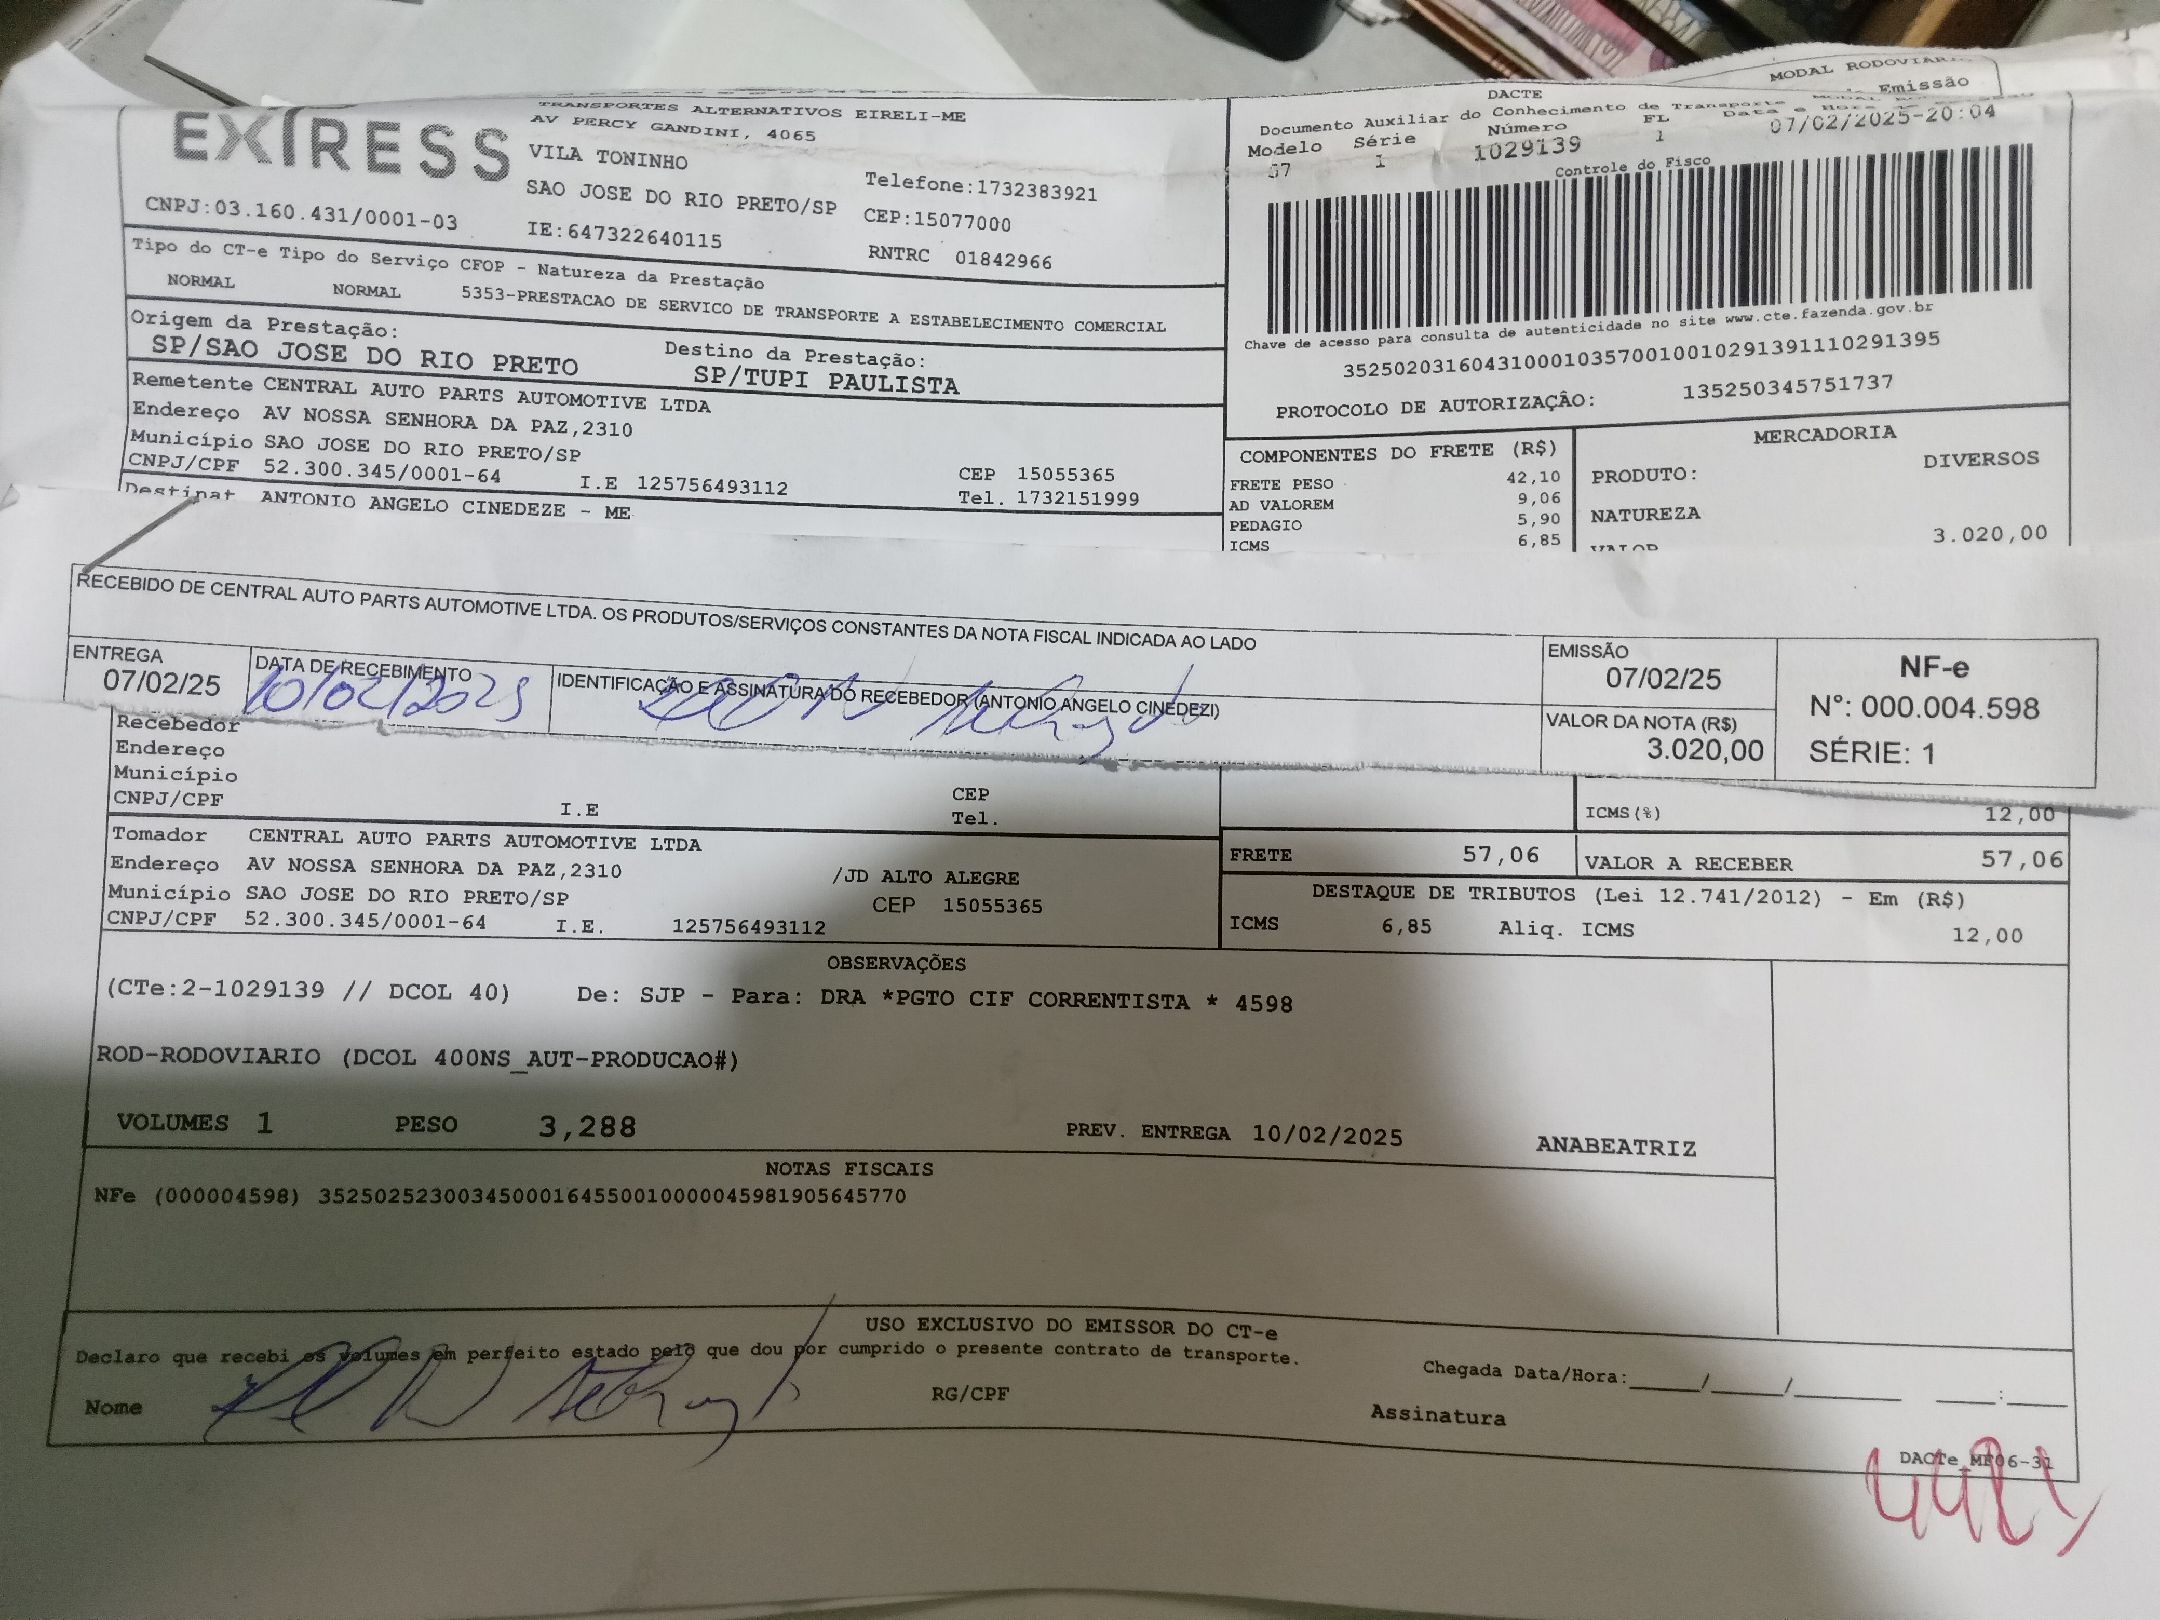 MODAL RODOVIAR
Emissão
EXPRESS
TRANSPORTES ALTERNATIVOS EIRELI-ME
AV PERCY GANDINI, 4065
VILA TONINHO
SAO JOSE DO RIO PRETO/SP
Telefone:1732383921
CEP:15077000
CNPJ:03.160.431/0001-03
IE:647322640115
RNTRC 01842966
DACTE
Documento Auxiliar do Conhecimento de Transporte
Modelo Série Número FL
57 1 1029139 1 07/02/2025-20:04
Controle do Fisco
Chave de acesso para consulta de autenticidade no site www.cte.fazenda.gov.br
35250203160431000103570010010291391110291395
PROTOCOLO DE AUTORIZAÇÃO: 135250345751737
Tipo do CT-e Tipo do Serviço CFOP - Natureza da Prestação
NORMAL NORMAL 5353-PRESTACAO DE SERVICO DE TRANSPORTE A ESTABELECIMENTO COMERCIAL
Origem da Prestação:
SP/SAO JOSE DO RIO PRETO
Destino da Prestação:
SP/TUPI PAULISTA
Remetente CENTRAL AUTO PARTS AUTOMOTIVE LTDA
Endereço AV NOSSA SENHORA DA PAZ,2310
Município SAO JOSE DO RIO PRETO/SP
CEP 15055365
CNPJ/CPF 52.300.345/0001-64 I.E 125756493112 Tel. 1732151999
Destinat ANTONIO ANGELO CINEDEZE - ME
COMPONENTES DO FRETE (R$)
FRETE PESO 42,10
AD VALOREM 9,06
PEDAGIO 5,90
ICMS 6,85
MERCADORIA
PRODUTO: DIVERSOS
NATUREZA
VALOR 3.020,00
RECEBIDO DE CENTRAL AUTO PARTS AUTOMOTIVE LTDA. OS PRODUTOS/SERVIÇOS CONSTANTES DA NOTA FISCAL INDICADA AO LADO
ENTREGA
07/02/25
DATA DE RECEBIMENTO
10/02/2025
IDENTIFICAÇÃO E ASSINATURA DO RECEBEDOR (ANTONIO ANGELO CINEDEZI)
EMISSÃO
07/02/25
VALOR DA NOTA (R$)
3.020,00
NF-e
Nº: 000.004.598
SÉRIE: 1
Recebedor
Endereço
Município
CEP
CNPJ/CPF I.E Tel.
ICMS(%) 12,00
Tomador CENTRAL AUTO PARTS AUTOMOTIVE LTDA
Endereço AV NOSSA SENHORA DA PAZ,2310 /JD ALTO ALEGRE
Município SAO JOSE DO RIO PRETO/SP CEP 15055365
CNPJ/CPF 52.300.345/0001-64 I.E. 125756493112
FRETE 57,06 VALOR A RECEBER 57,06
DESTAQUE DE TRIBUTOS (Lei 12.741/2012) - Em (R$)
ICMS 6,85 Aliq. ICMS 12,00
OBSERVAÇÕES
(CTe:2-1029139 // DCOL 40) De: SJP - Para: DRA *PGTO CIF CORRENTISTA * 4598
ROD-RODOVIARIO (DCOL 400NS_AUT-PRODUCAO#)
VOLUMES 1 PESO 3,288 PREV. ENTREGA 10/02/2025 ANABEATRIZ
NOTAS FISCAIS
NFe (000004598) 35250252300345000164550010000045981905645770
USO EXCLUSIVO DO EMISSOR DO CT-e
Declaro que recebi os volumes em perfeito estado pelo que dou por cumprido o presente contrato de transporte.
Chegada Data/Hora:____/____/______ ___:___
Nome RG/CPF Assinatura
DACTe_MP06-31